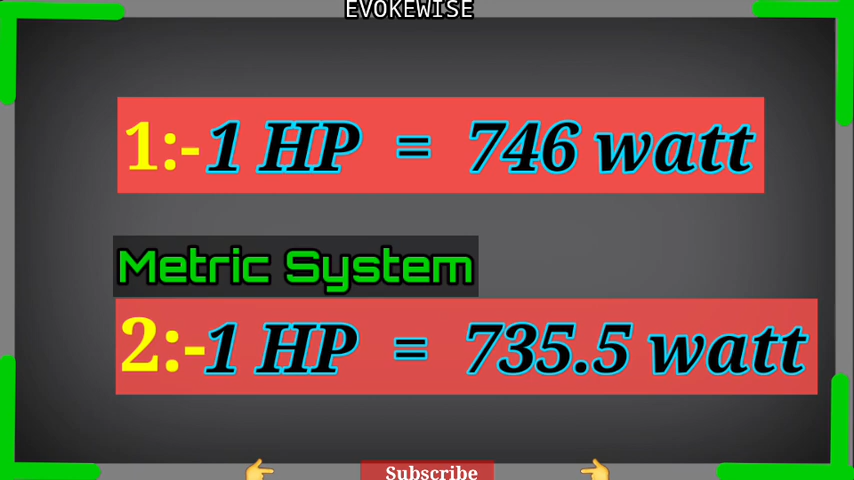 EVOKEWISE
1:-1 HP = 746 watt
Metric System
2:-1 HP = 735.5 watt
Subscribe